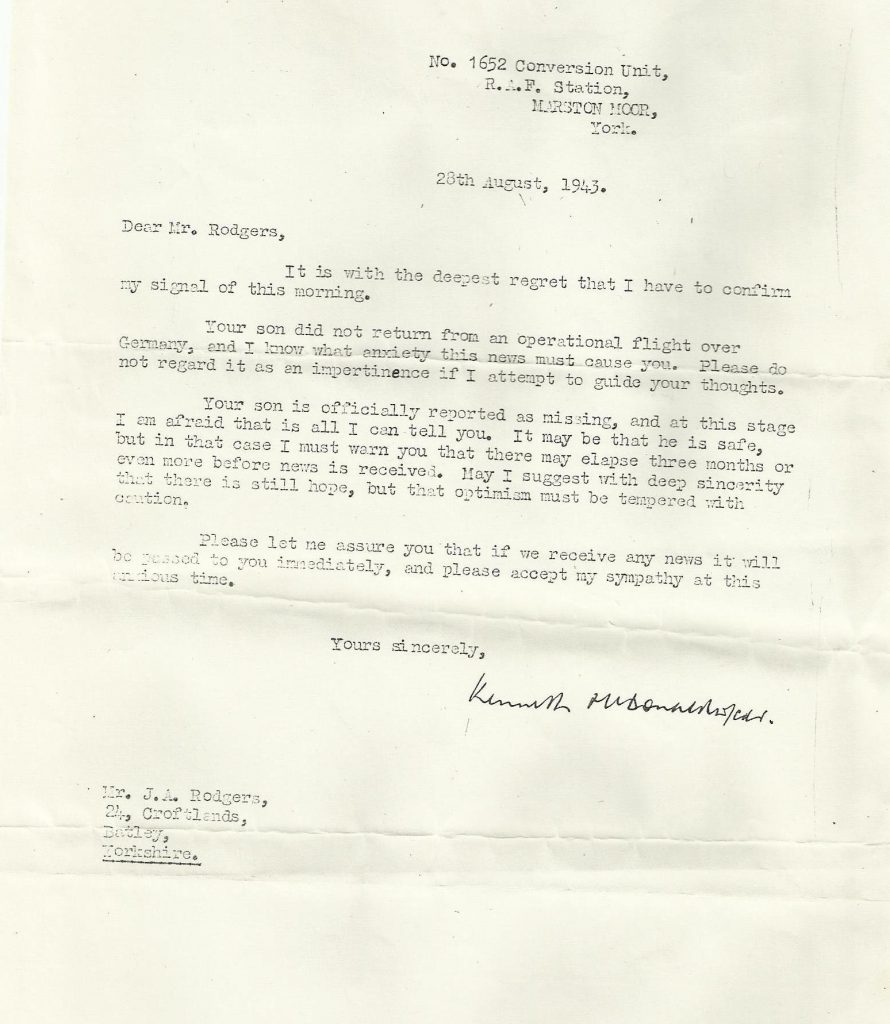 No. 1652 Conversion Unit,
R.A.F. Station,
MARSTON MOOR,
York.
28th August, 1943.
Dear Mr. Rodgers,
It is with the deepest regret that I have to confirm
my signal of this morning.
Your son did not return from an operational flight over
Germany, and I know what anxiety this news must cause you. Please do
not regard it as an impertinence if I attempt to guide your thoughts.
Your son is officially reported as missing, and at this stage
I am afraid that is all I can tell you. It may be that he is safe,
but in that case I must warn you that there may elapse three months or
even more before news is received. May I suggest with deep sincerity
that there is still hope, but that optimism must be tempered with
caution.
Please let me assure you that if we receive any news it will
be passed to you immediately, and please accept my sympathy at this
anxious time.
Yours sincerely,
Kenneth McDonald
Mr. J.A. Rodgers,
24, Croftlands,
Batley,
Yorkshire.